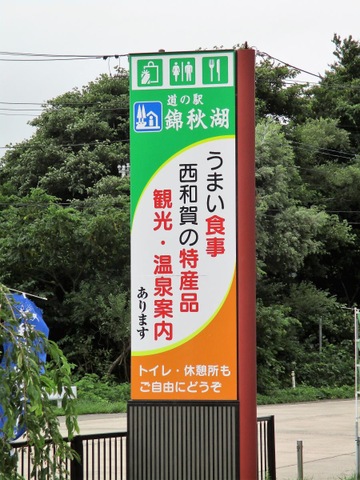 道の駅
錦秋湖
うまい食事
西和賀の特産品
観光・温泉案内
あります
トイレ・休憩所も
ご自由にどうぞ